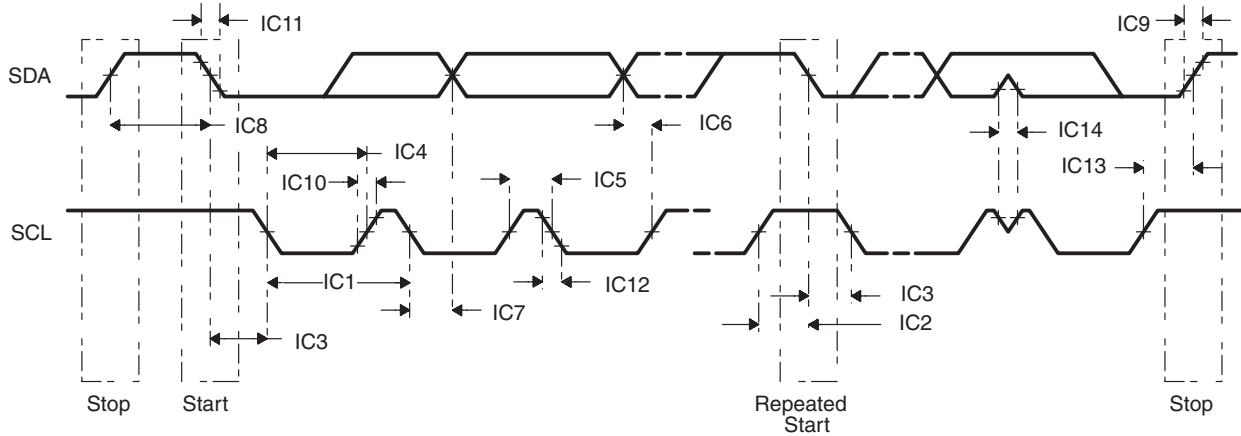 IC11
IC9
SDA
IC8
IC6
IC14
IC4
IC10
IC5
IC13
SCL
IC1
IC12
IC7
IC3
IC3
IC2
Stop
Start
Repeated
Start
Stop